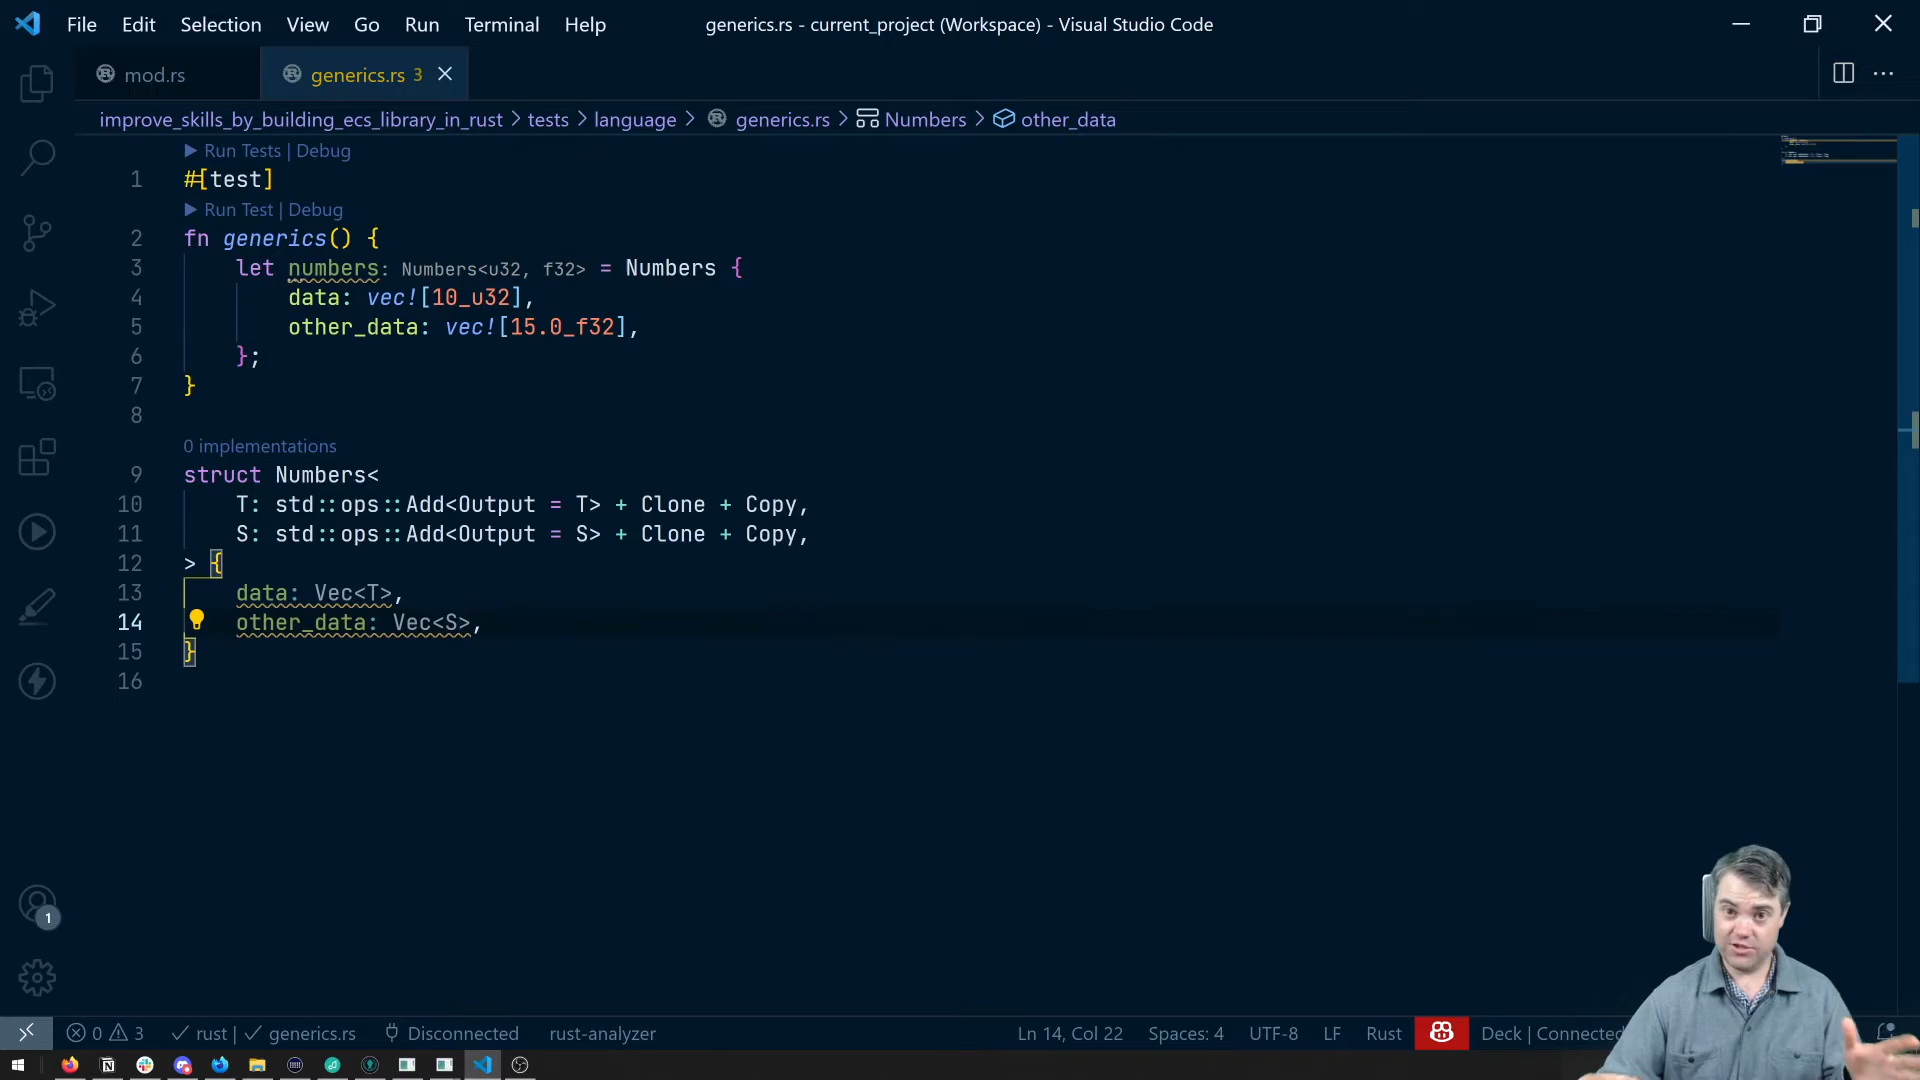 File Edit Selection View Go Run Terminal Help generics.rs - current_project (Workspace) - Visual Studio Code
mod.rs generics.rs 3
improve_skills_by_building_ecs_library_in_rust > tests > language > generics.rs > Numbers > other_data
Run Tests | Debug
1 #[test]
Run Test | Debug
2 fn generics() {
3 let numbers: Numbers<u32, f32> = Numbers {
4 data: vec![10_u32],
5 other_data: vec![15.0_f32],
6 };
7 }
8
0 implementations
9 struct Numbers<
10 T: std::ops::Add<Output = T> + Clone + Copy,
11 S: std::ops::Add<Output = S> + Clone + Copy,
12 > {
13 data: Vec<T>,
14 other_data: Vec<S>,
15 }
16
1
0 3 rust | generics.rs Disconnected rust-analyzer Ln 14, Col 22 Spaces: 4 UTF-8 LF Rust Deck | Connected